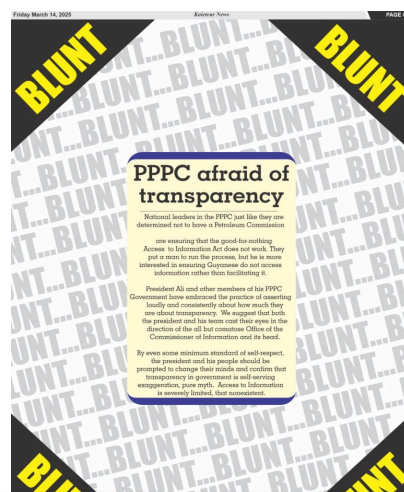 Friday March 14, 2025
Kaieteur News
PAGE
BLUNT
BLUNT
PPPC afraid of
transparency
National leaders in the PPPC just like they are
determined not to have a Petroleum Commission
are ensuring that the good-for-nothing
Access to Information Act does not work. They
put a man to run the process, but he is more
interested in ensuring Guyanese do not access
information rather than facilitating it.
President Ali and other members of his PPPC
Government have embraced the practice of asserting
loudly and consistently about how much they
are about transparency. We suggest that both
the president and his team cast their eyes in the
direction of the all but comatose Office of the
Commissioner of Information and its head.
By even some minimum standard of self-respect,
the president and his people should be
prompted to change their minds and confirm that
transparency in government is self-serving
exaggeration, pure myth. Access to Information
is severely limited, that nonexistent.
BLUNT
BLUNT